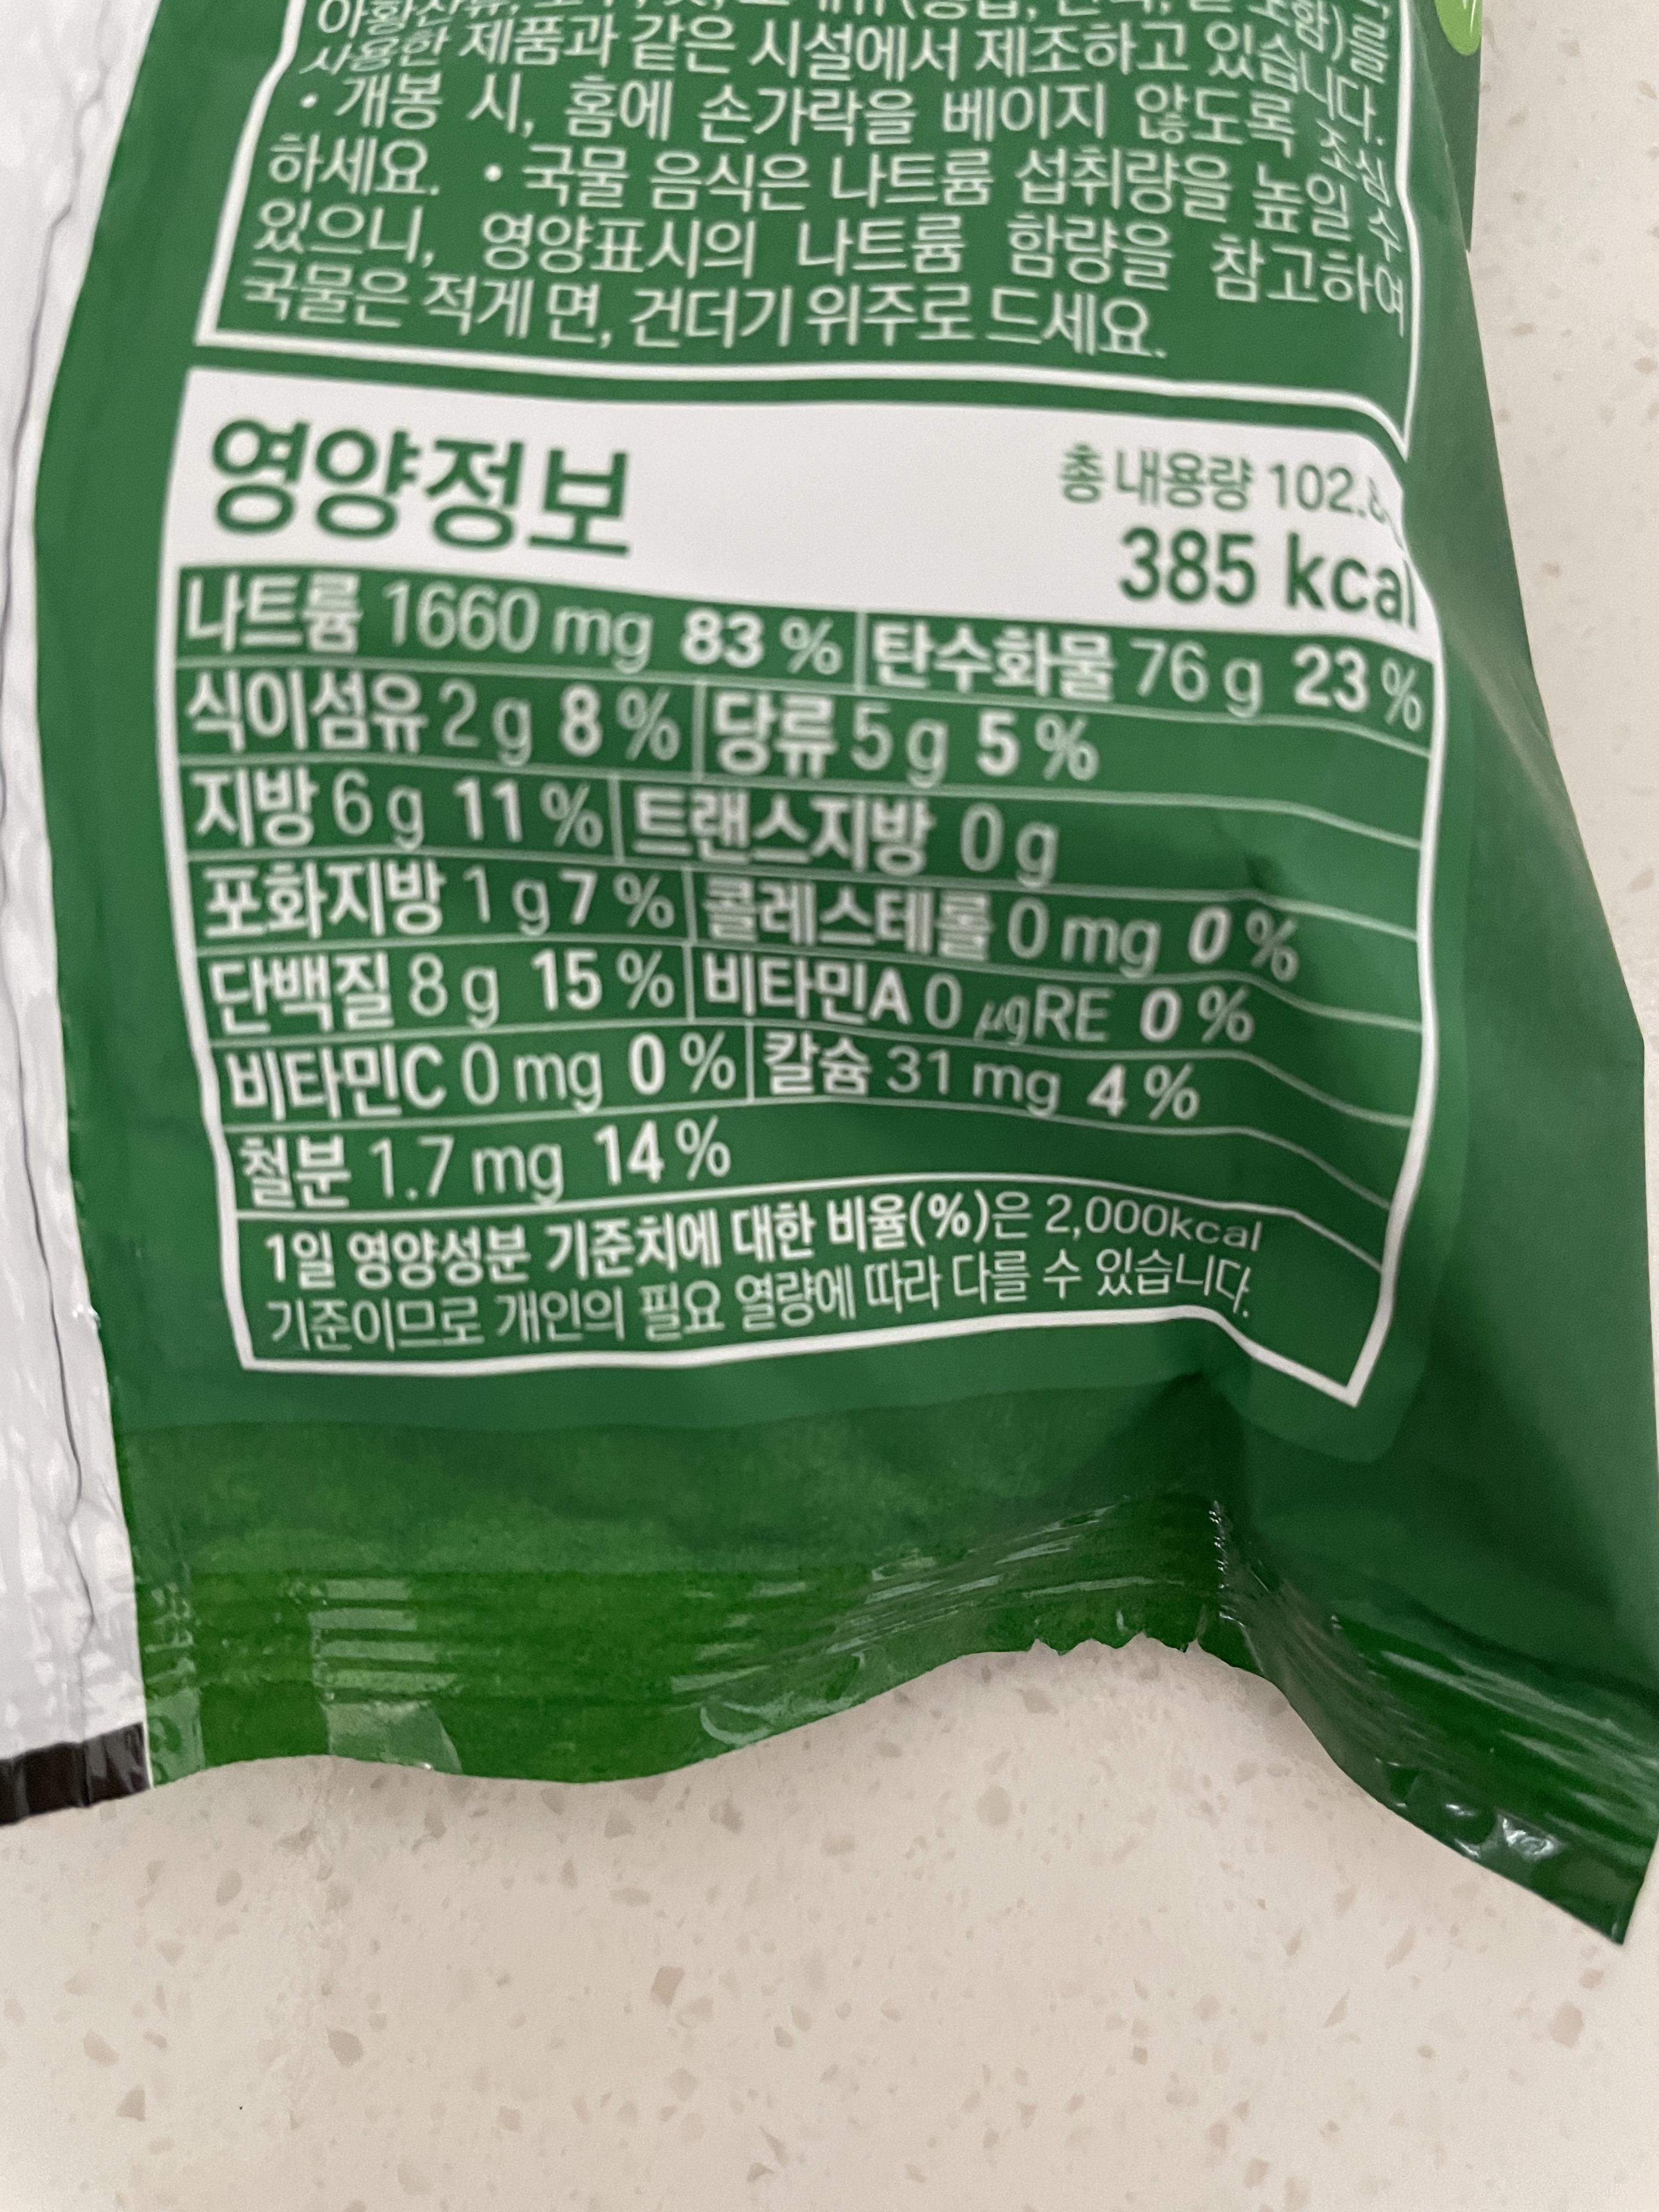 사용한 제품과 같은 시설에서 제조하고 있습니다.
• 개봉 시, 홈에 손가락을 베이지 않도록 조심
하세요. • 국물 음식은 나트륨 섭취량을 높일 수
있으니, 영양표시의 나트륨 함량을 참고하여
국물은 적게 면, 건더기 위주로 드세요.
영양정보
총 내용량
385 kcal
나트륨 1660 mg 83 % 탄수화물 76 g 23 %
식이섬유 2 g 8 % 당류 5 g 5 %
지방 6 g 11 % 트랜스지방 0 g
포화지방 1 g 7 % 콜레스테롤 0 mg 0 %
단백질 8 g 15 % 비타민A 0 μgRE 0 %
비타민C 0 mg 0 % 칼슘 31 mg 4 %
철분 1.7 mg 14 %
1일 영양성분 기준치에 대한 비율(%)은 2,000kcal
기준이므로 개인의 필요 열량에 따라 다를 수 있습니다.